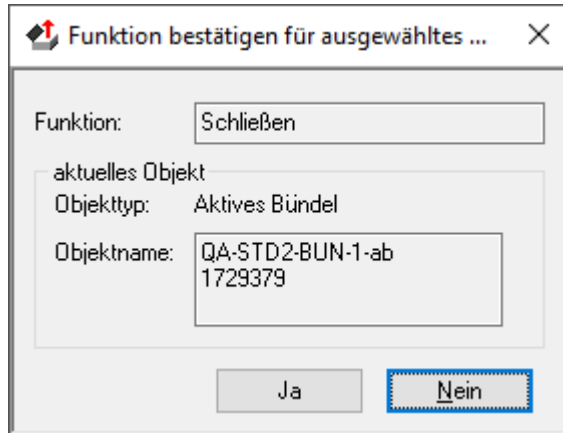 Funktion bestätigen für ausgewähltes ...
Funktion:
Schließen
aktuelles Objekt
Objekttyp:
Aktives Bündel
Objektname:
QA-STD2-BUN-1-ab
1729379
Ja
Nein